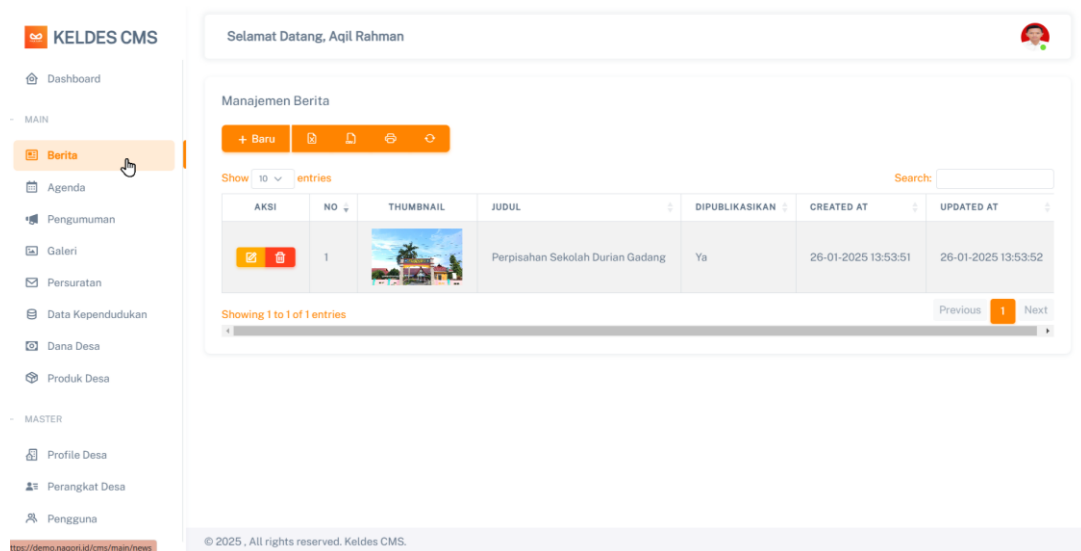 KELDES CMS
Selamat Datang, Aqil Rahman
Dashboard
MAIN
Berita
Agenda
Pengumuman
Galeri
Persuratan
Data Kependudukan
Dana Desa
Produk Desa
MASTER
Profile Desa
Perangkat Desa
Pengguna
ttps://demo.nagori.id/cms/main/news
Manajemen Berita
+ Baru
Show 10 entries
Search:
AKSI NO THUMBNAIL JUDUL DIPUBLIKASIKAN CREATED AT UPDATED AT
1 Perpisahan Sekolah Durian Gadang Ya 26-01-2025 13:53:51 26-01-2025 13:53:52
Showing 1 to 1 of 1 entries
Previous 1 Next
© 2025 , All rights reserved. Keldes CMS.